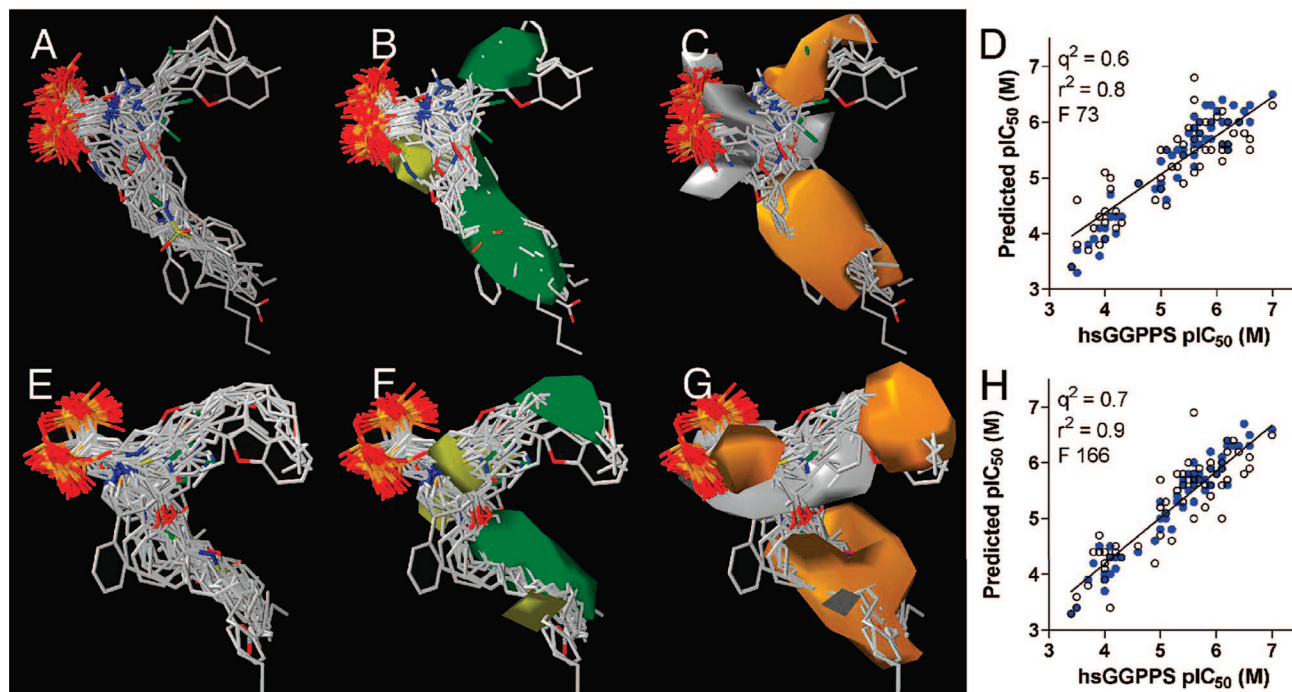 A
B
C
D
q² = 0.6
r² = 0.8
F 73
Predicted pIC₅₀ (M)
7
6
5
4
3
3 4 5 6 7
hsGGPPS pIC₅₀ (M)
E
F
G
H
q² = 0.7
r² = 0.9
F 166
Predicted pIC₅₀ (M)
7
6
5
4
3
3 4 5 6 7
hsGGPPS pIC₅₀ (M)